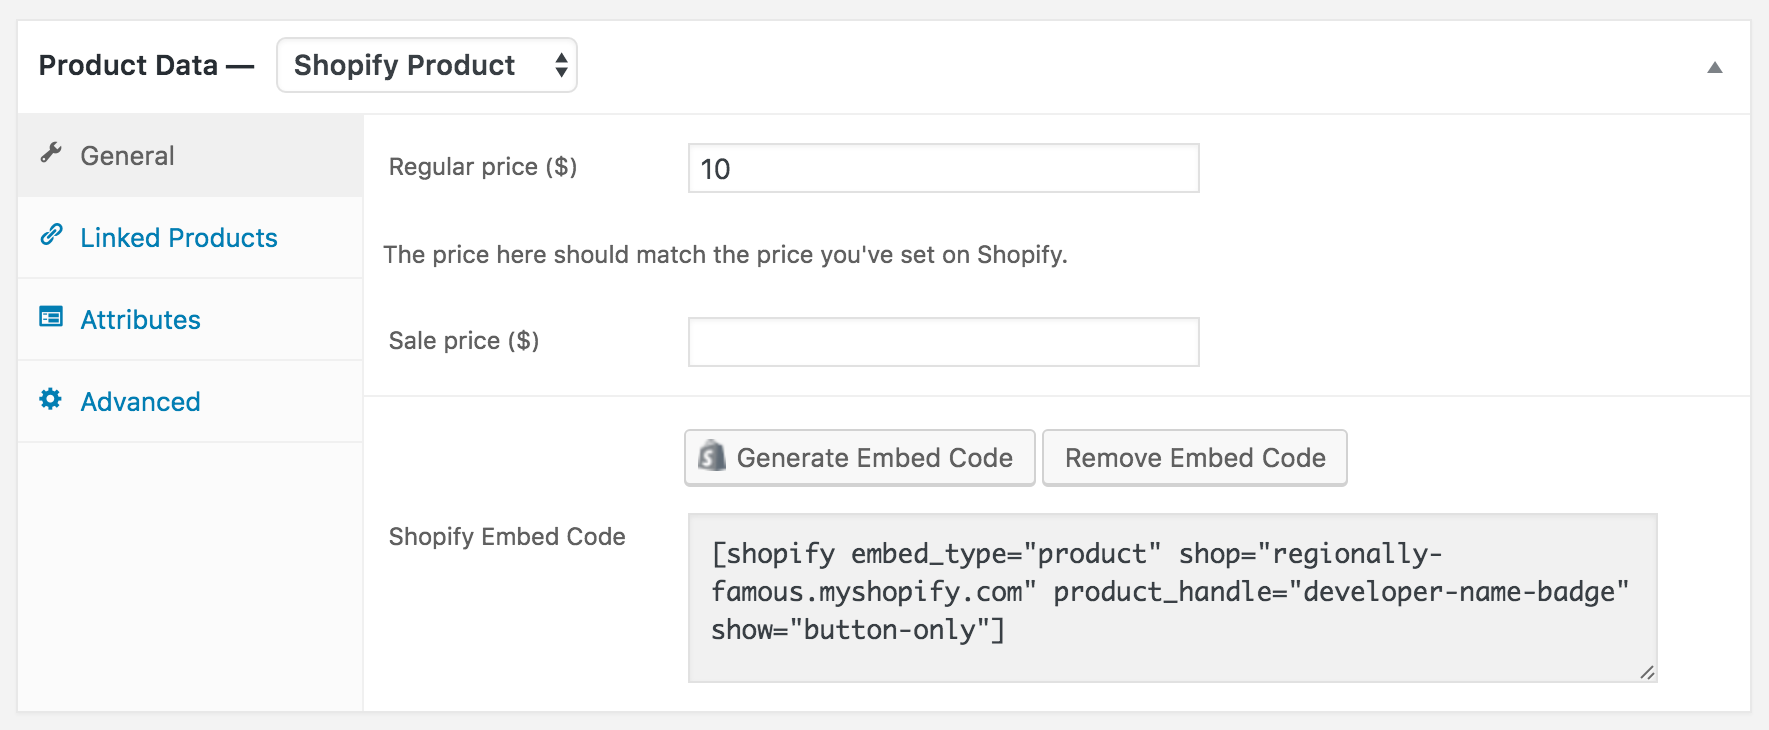 Product Data — Shopify Product
General
Linked Products
Attributes
Advanced
Regular price ($) 10
The price here should match the price you've set on Shopify.
Sale price ($)
Generate Embed Code Remove Embed Code
Shopify Embed Code
[shopify embed_type="product" shop="regionally-
famous.myshopify.com" product_handle="developer-name-badge"
show="button-only"]